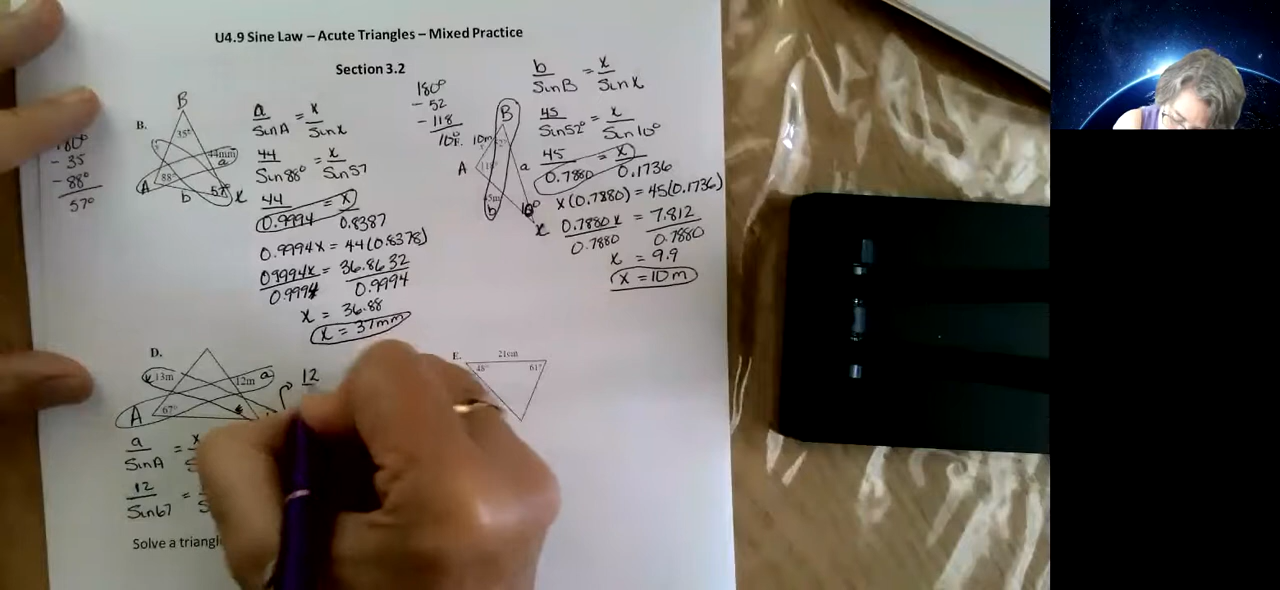 U4.9 Sine Law – Acute Triangles – Mixed Practice
Section 3.2
B.
B
35°
44mm
a
88°
A
57°
x
b
- 35
- 88°
57°
a/SinA = x/Sinx
44/Sin88° = x/Sin57
44/0.9994 = x/0.8387
0.9994x = 44(0.8378)
09994x/0.9994 = 36.8632/0.9994
x = 36.88
x = 37mm
180°
- 52
- 118
10°
B
10m
A
a
b
10°
x
b/SinB = x/Sinx
45/Sin52° = x/Sin10°
45/0.7880 = x/0.1736
x(0.7880) = 45(0.1736)
0.7880x/0.7880 = 7.812/0.7880
x = 9.9
x = 10m
D.
x 13m
12m a
A 67°
a/SinA = x
12/Sin67 =
12
E.
21cm
48°
61°
Solve a triangl